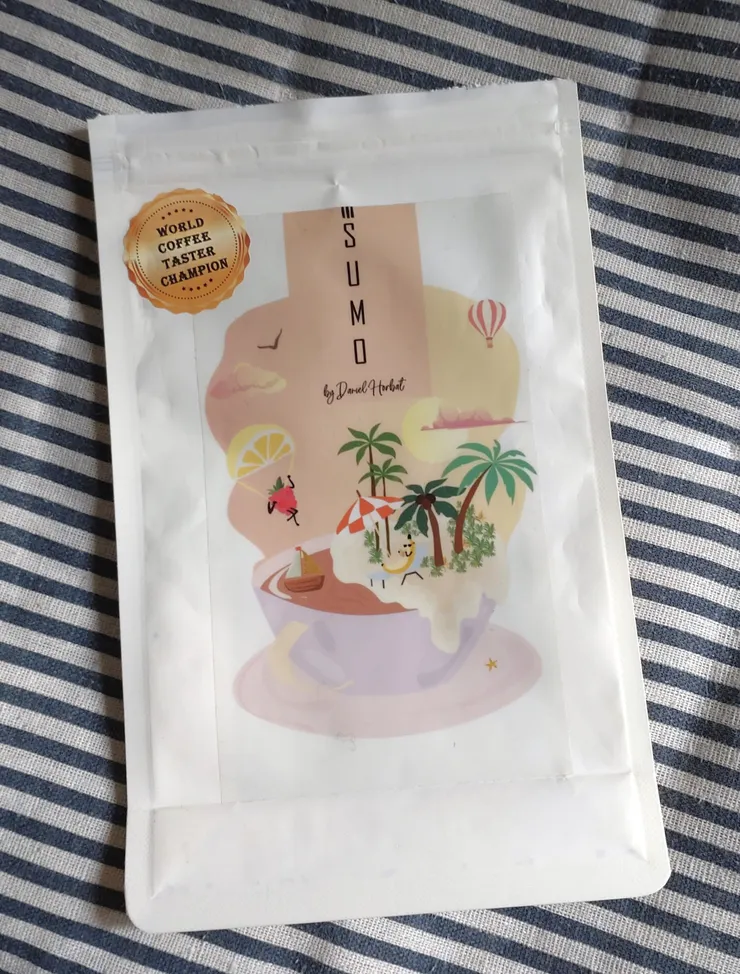 WORLD
COFFEE
TASTER
CHAMPION
SUMO
by Daniel Horbat